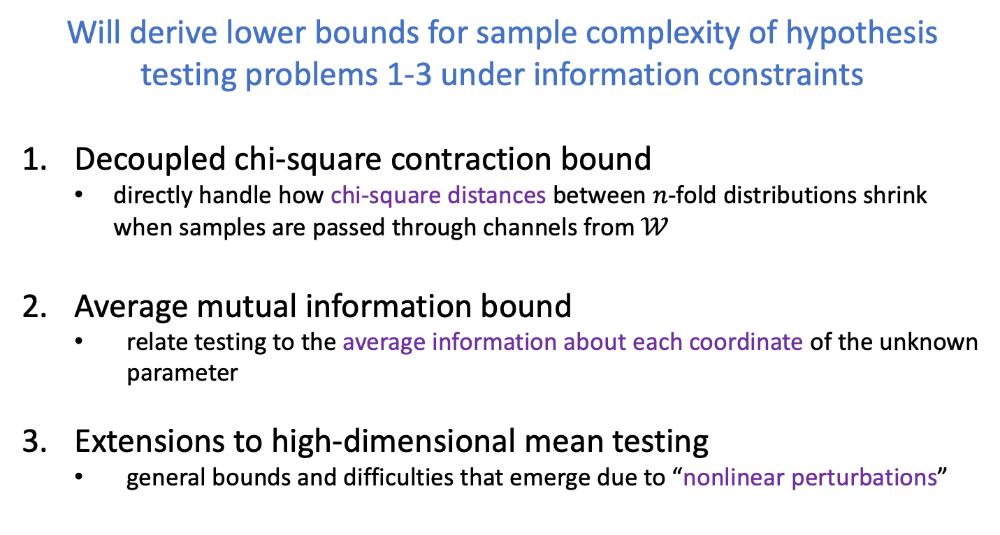 Will derive lower bounds for sample complexity of hypothesis
testing problems 1-3 under information constraints
1. Decoupled chi-square contraction bound
• directly handle how chi-square distances between 𝑛-fold distributions shrink
when samples are passed through channels from 𝒲
2. Average mutual information bound
• relate testing to the average information about each coordinate of the unknown
parameter
3. Extensions to high-dimensional mean testing
• general bounds and difficulties that emerge due to “nonlinear perturbations”